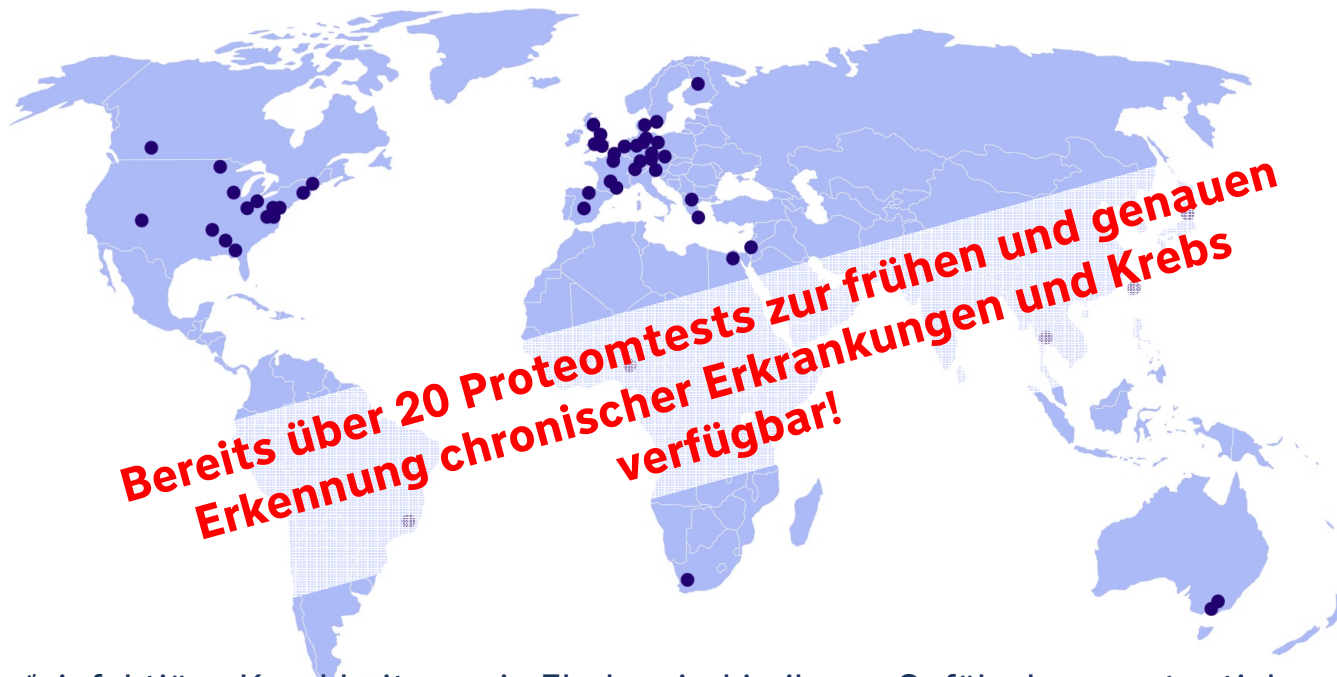 Bereits über 20 Proteomtests zur frühen und genauen
Erkennung chronischer Erkrankungen und Krebs
verfügbar!